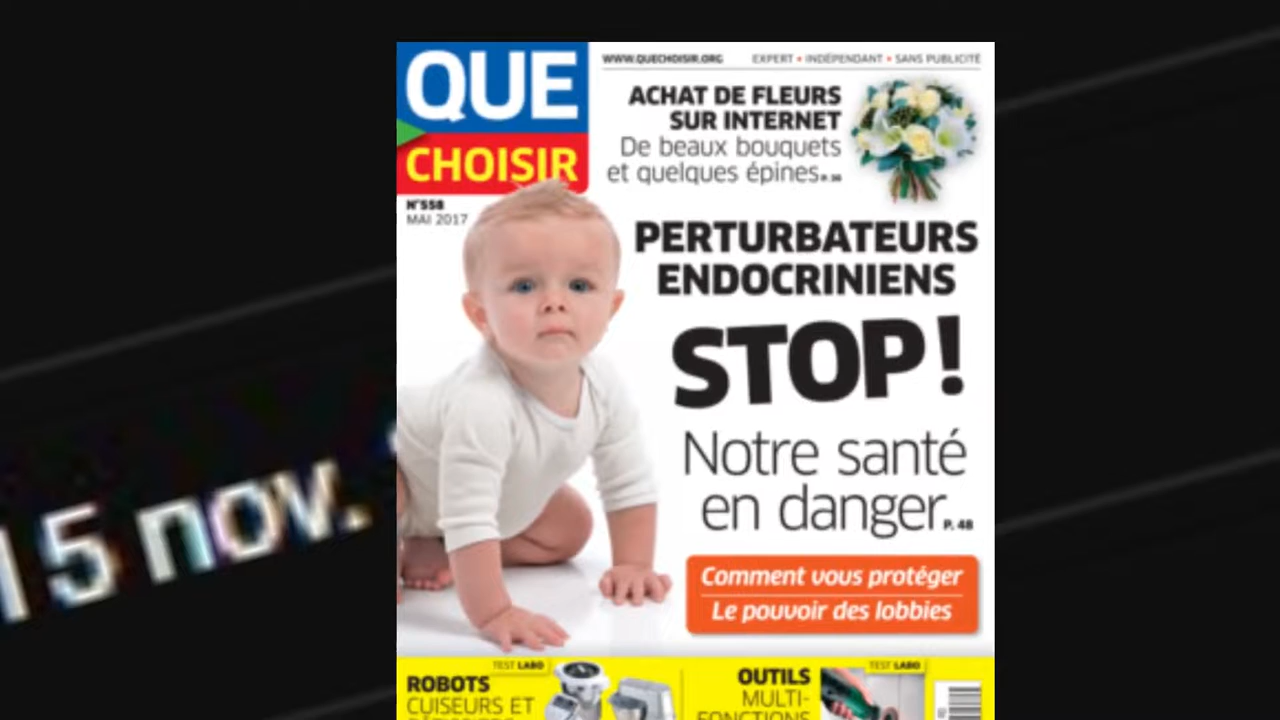 QUE
CHOISIR
WWW.QUECHOISIR.ORG
EXPERT • INDÉPENDANT • SANS PUBLICITÉ
ACHAT DE FLEURS
SUR INTERNET
De beaux bouquets
et quelques épines P. 50
N°558
MAI 2017
PERTURBATEURS
ENDOCRINIENS
STOP!
Notre santé
en danger P. 48
Comment vous protéger
Le pouvoir des lobbies
15 nov.
TEST LABO
ROBOTS
CUISEURS ET
TEST LABO
OUTILS
MULTI-
FONCTIONS